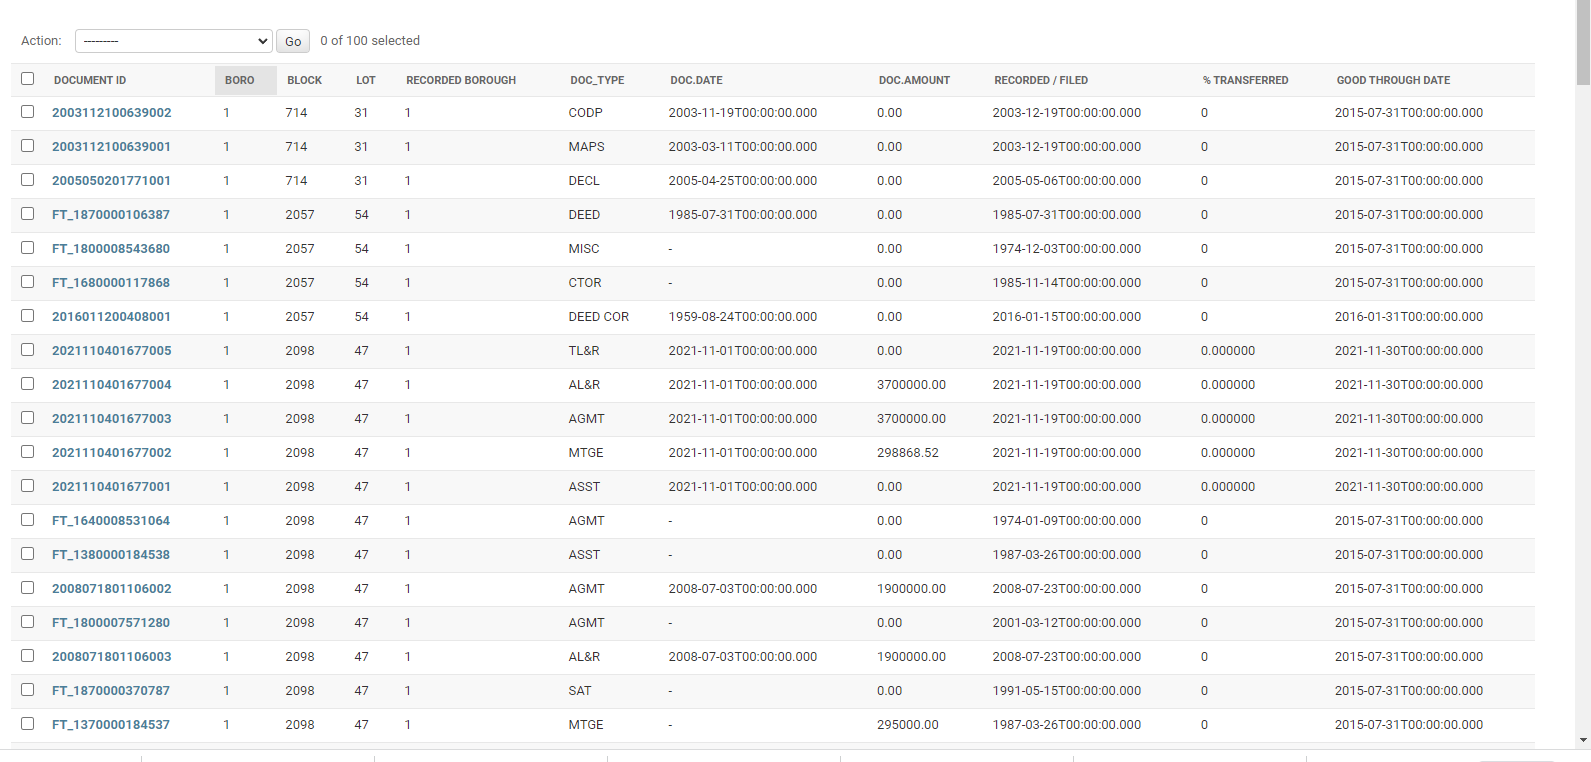 Action: --------- Go 0 of 100 selected
DOCUMENT ID BORO BLOCK LOT RECORDED BOROUGH DOC_TYPE DOC.DATE DOC.AMOUNT RECORDED / FILED % TRANSFERRED GOOD THROUGH DATE
2003112100639002 1 714 31 1 CODP 2003-11-19T00:00:00.000 0.00 2003-12-19T00:00:00.000 0 2015-07-31T00:00:00.000
2003112100639001 1 714 31 1 MAPS 2003-03-11T00:00:00.000 0.00 2003-12-19T00:00:00.000 0 2015-07-31T00:00:00.000
2005050201771001 1 714 31 1 DECL 2005-04-25T00:00:00.000 0.00 2005-05-06T00:00:00.000 0 2015-07-31T00:00:00.000
FT_1870000106387 1 2057 54 1 DEED 1985-07-31T00:00:00.000 0.00 1985-07-31T00:00:00.000 0 2015-07-31T00:00:00.000
FT_1800008543680 1 2057 54 1 MISC - 0.00 1974-12-03T00:00:00.000 0 2015-07-31T00:00:00.000
FT_1680000117868 1 2057 54 1 CTOR - 0.00 1985-11-14T00:00:00.000 0 2015-07-31T00:00:00.000
2016011200408001 1 2057 54 1 DEED COR 1959-08-24T00:00:00.000 0.00 2016-01-15T00:00:00.000 0 2016-01-31T00:00:00.000
2021110401677005 1 2098 47 1 TL&R 2021-11-01T00:00:00.000 0.00 2021-11-19T00:00:00.000 0.000000 2021-11-30T00:00:00.000
2021110401677004 1 2098 47 1 AL&R 2021-11-01T00:00:00.000 3700000.00 2021-11-19T00:00:00.000 0.000000 2021-11-30T00:00:00.000
2021110401677003 1 2098 47 1 AGMT 2021-11-01T00:00:00.000 3700000.00 2021-11-19T00:00:00.000 0.000000 2021-11-30T00:00:00.000
2021110401677002 1 2098 47 1 MTGE 2021-11-01T00:00:00.000 298868.52 2021-11-19T00:00:00.000 0.000000 2021-11-30T00:00:00.000
2021110401677001 1 2098 47 1 ASST 2021-11-01T00:00:00.000 0.00 2021-11-19T00:00:00.000 0.000000 2021-11-30T00:00:00.000
FT_1640008531064 1 2098 47 1 AGMT - 0.00 1974-01-09T00:00:00.000 0 2015-07-31T00:00:00.000
FT_1380000184538 1 2098 47 1 ASST - 0.00 1987-03-26T00:00:00.000 0 2015-07-31T00:00:00.000
2008071801106002 1 2098 47 1 AGMT 2008-07-03T00:00:00.000 1900000.00 2008-07-23T00:00:00.000 0 2015-07-31T00:00:00.000
FT_1800007571280 1 2098 47 1 AGMT - 0.00 2001-03-12T00:00:00.000 0 2015-07-31T00:00:00.000
2008071801106003 1 2098 47 1 AL&R 2008-07-03T00:00:00.000 1900000.00 2008-07-23T00:00:00.000 0 2015-07-31T00:00:00.000
FT_1870000370787 1 2098 47 1 SAT - 0.00 1991-05-15T00:00:00.000 0 2015-07-31T00:00:00.000
FT_1370000184537 1 2098 47 1 MTGE - 295000.00 1987-03-26T00:00:00.000 0 2015-07-31T00:00:00.000